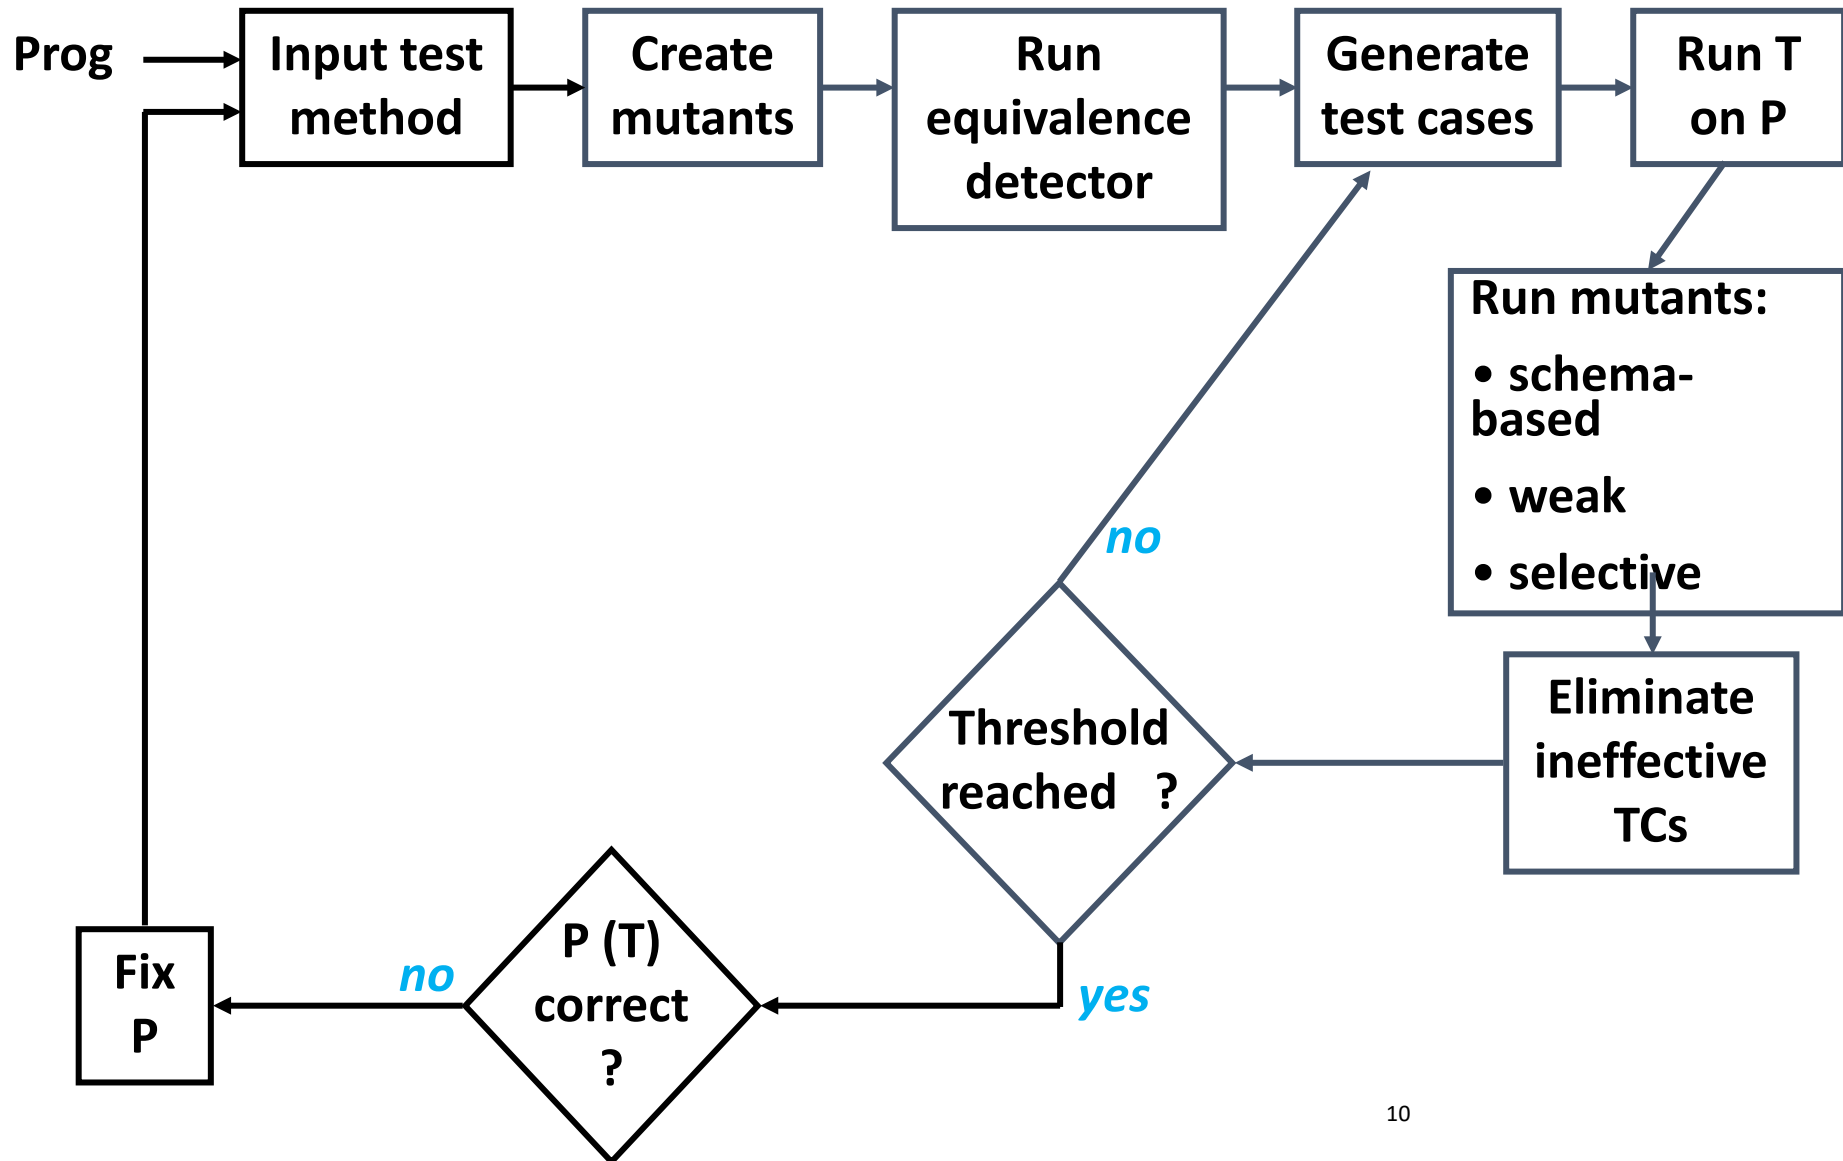 Prog
Input test
method
Create
mutants
Run
equivalence
detector
Generate
test cases
Run T
on P
Run mutants:
• schema-
based
• weak
• selective
no
Threshold
reached ?
Eliminate
ineffective
TCs
yes
P (T)
correct
?
no
Fix
P
10